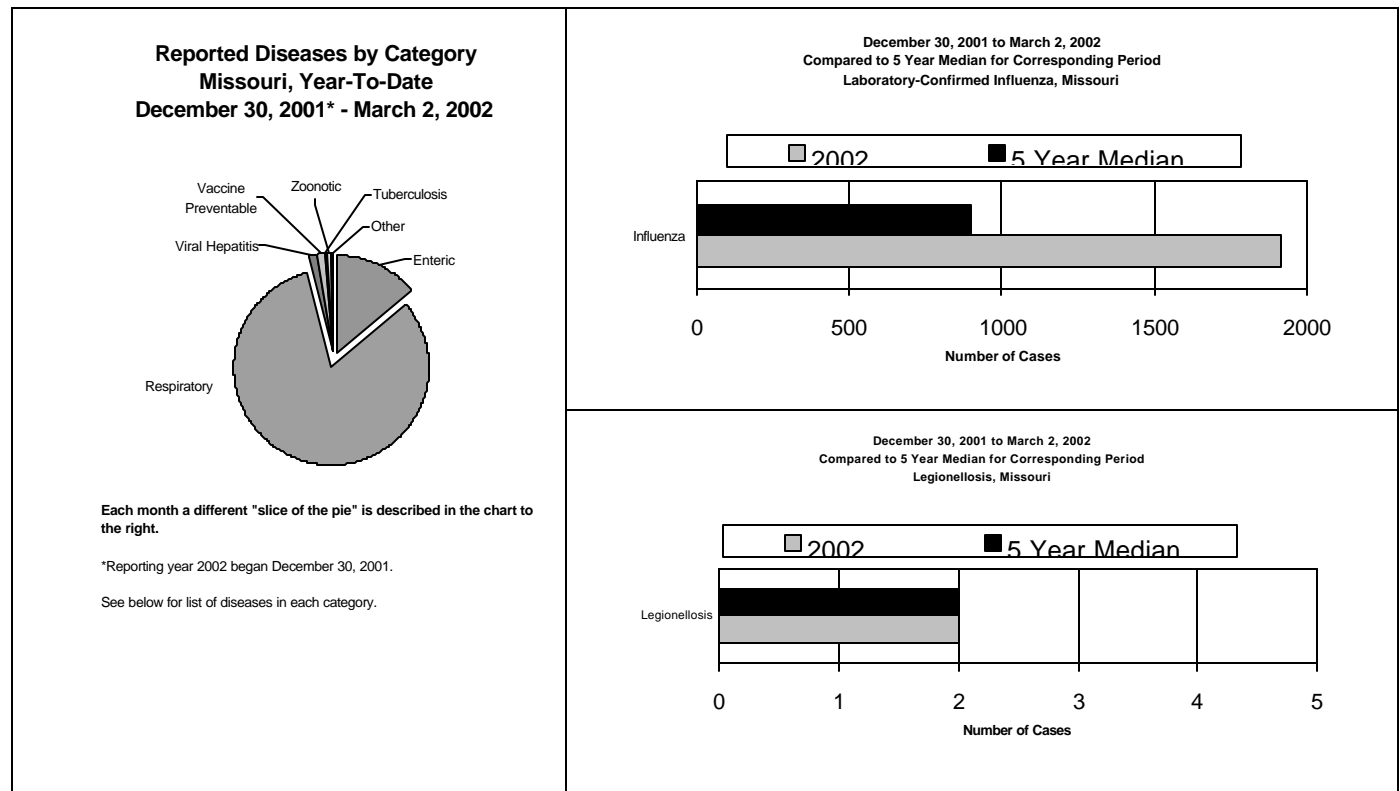 Reported Diseases by Category
Missouri, Year-To-Date
December 30, 2001* - March 2, 2002
Vaccine
Preventable
Zoonotic
Tuberculosis
Other
Viral Hepatitis
Enteric
Respiratory
Each month a different "slice of the pie" is described in the chart to
the right.
*Reporting year 2002 began December 30, 2001.
See below for list of diseases in each category.
December 30, 2001 to March 2, 2002
Compared to 5 Year Median for Corresponding Period
Laboratory-Confirmed Influenza, Missouri
2002 5 Year Median
Influenza
0 500 1000 1500 2000
Number of Cases
December 30, 2001 to March 2, 2002
Compared to 5 Year Median for Corresponding Period
Legionellosis, Missouri
2002 5 Year Median
Legionellosis
0 1 2 3 4 5
Number of Cases